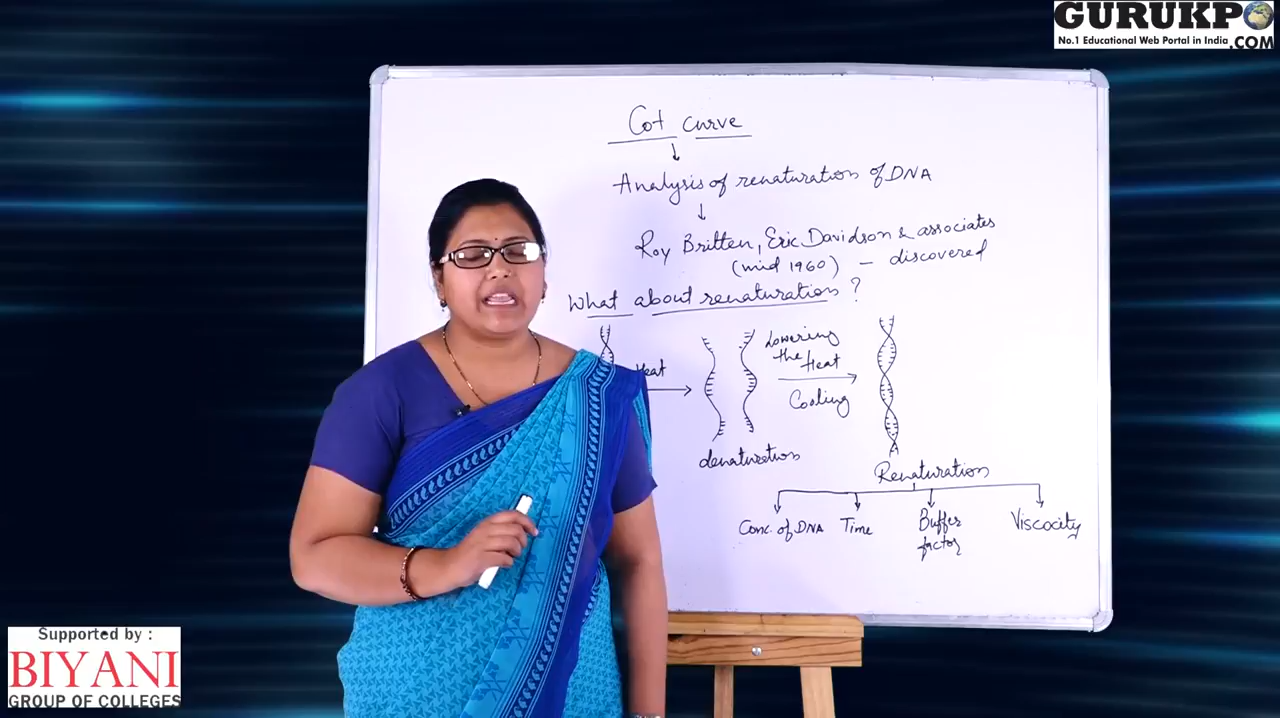 GURUKPO
No.1 Educational Web Portal in India
.COM
Cot curve
Analysis of renaturation of DNA
Roy Britten, Eric Davidson & associates
(mid 1960) - discovered
What about renaturation ?
Heat
Lowering
the Heat
Cooling
denaturation
Renaturation
Conc. of DNA Time Buffer factor Viscocity
Supported by :
BIYANI
GROUP OF COLLEGES